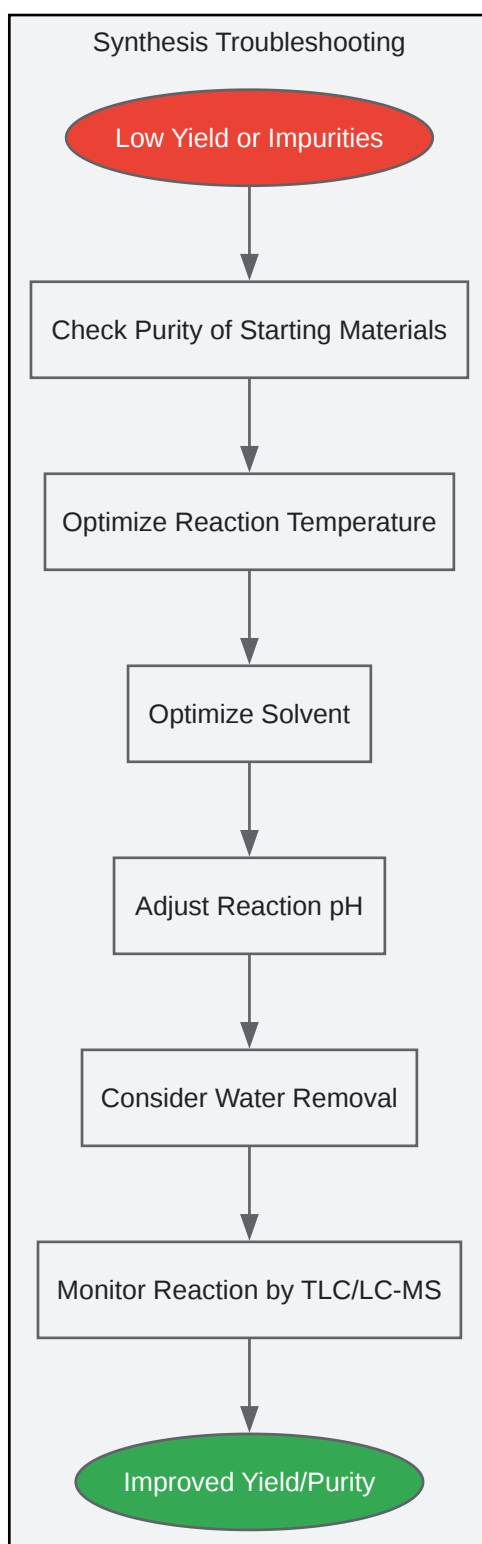 Synthesis Troubleshooting
Low Yield or Impurities
Check Purity of Starting Materials
Optimize Reaction Temperature
Optimize Solvent
Adjust Reaction pH
Consider Water Removal
Monitor Reaction by TLC/LC-MS
Improved Yield/Purity